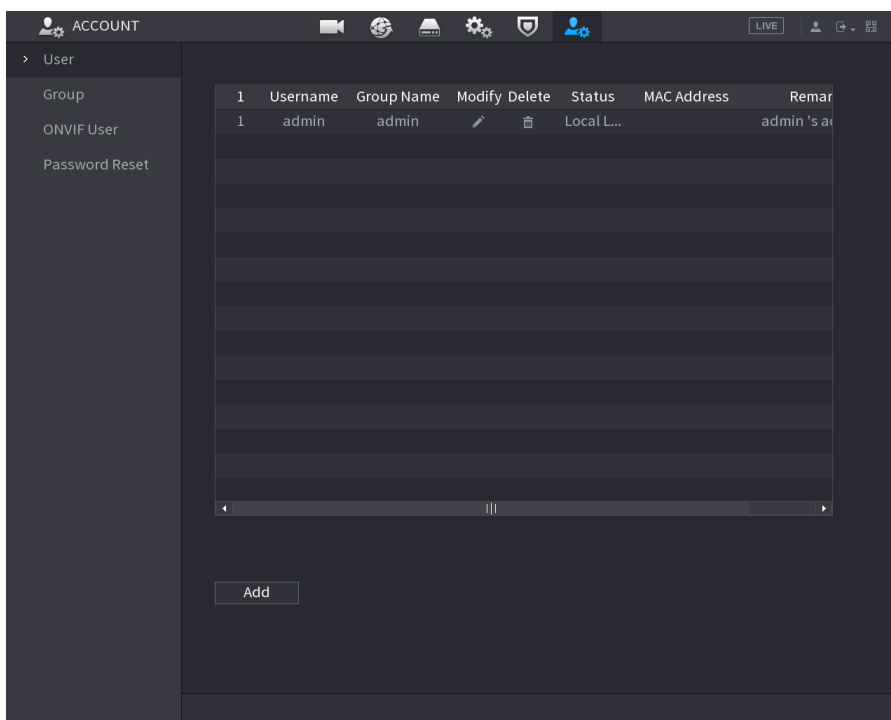 ACCOUNT LIVE
User
Group
ONVIF User
Password Reset
1 Username Group Name Modify Delete Status MAC Address Remar
1 admin admin Local L... admin 's a
Add